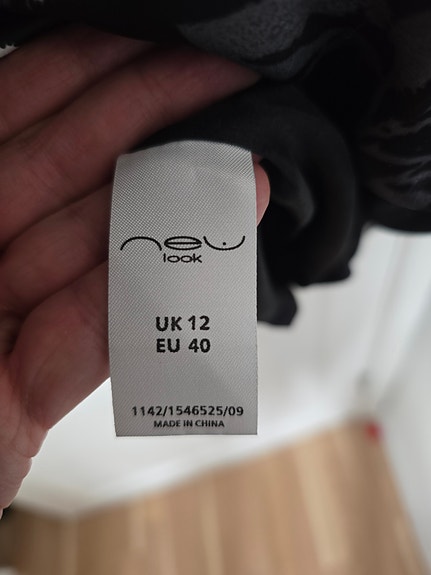 new
look
UK 12
EU 40
1142/1546525/09
MADE IN CHINA